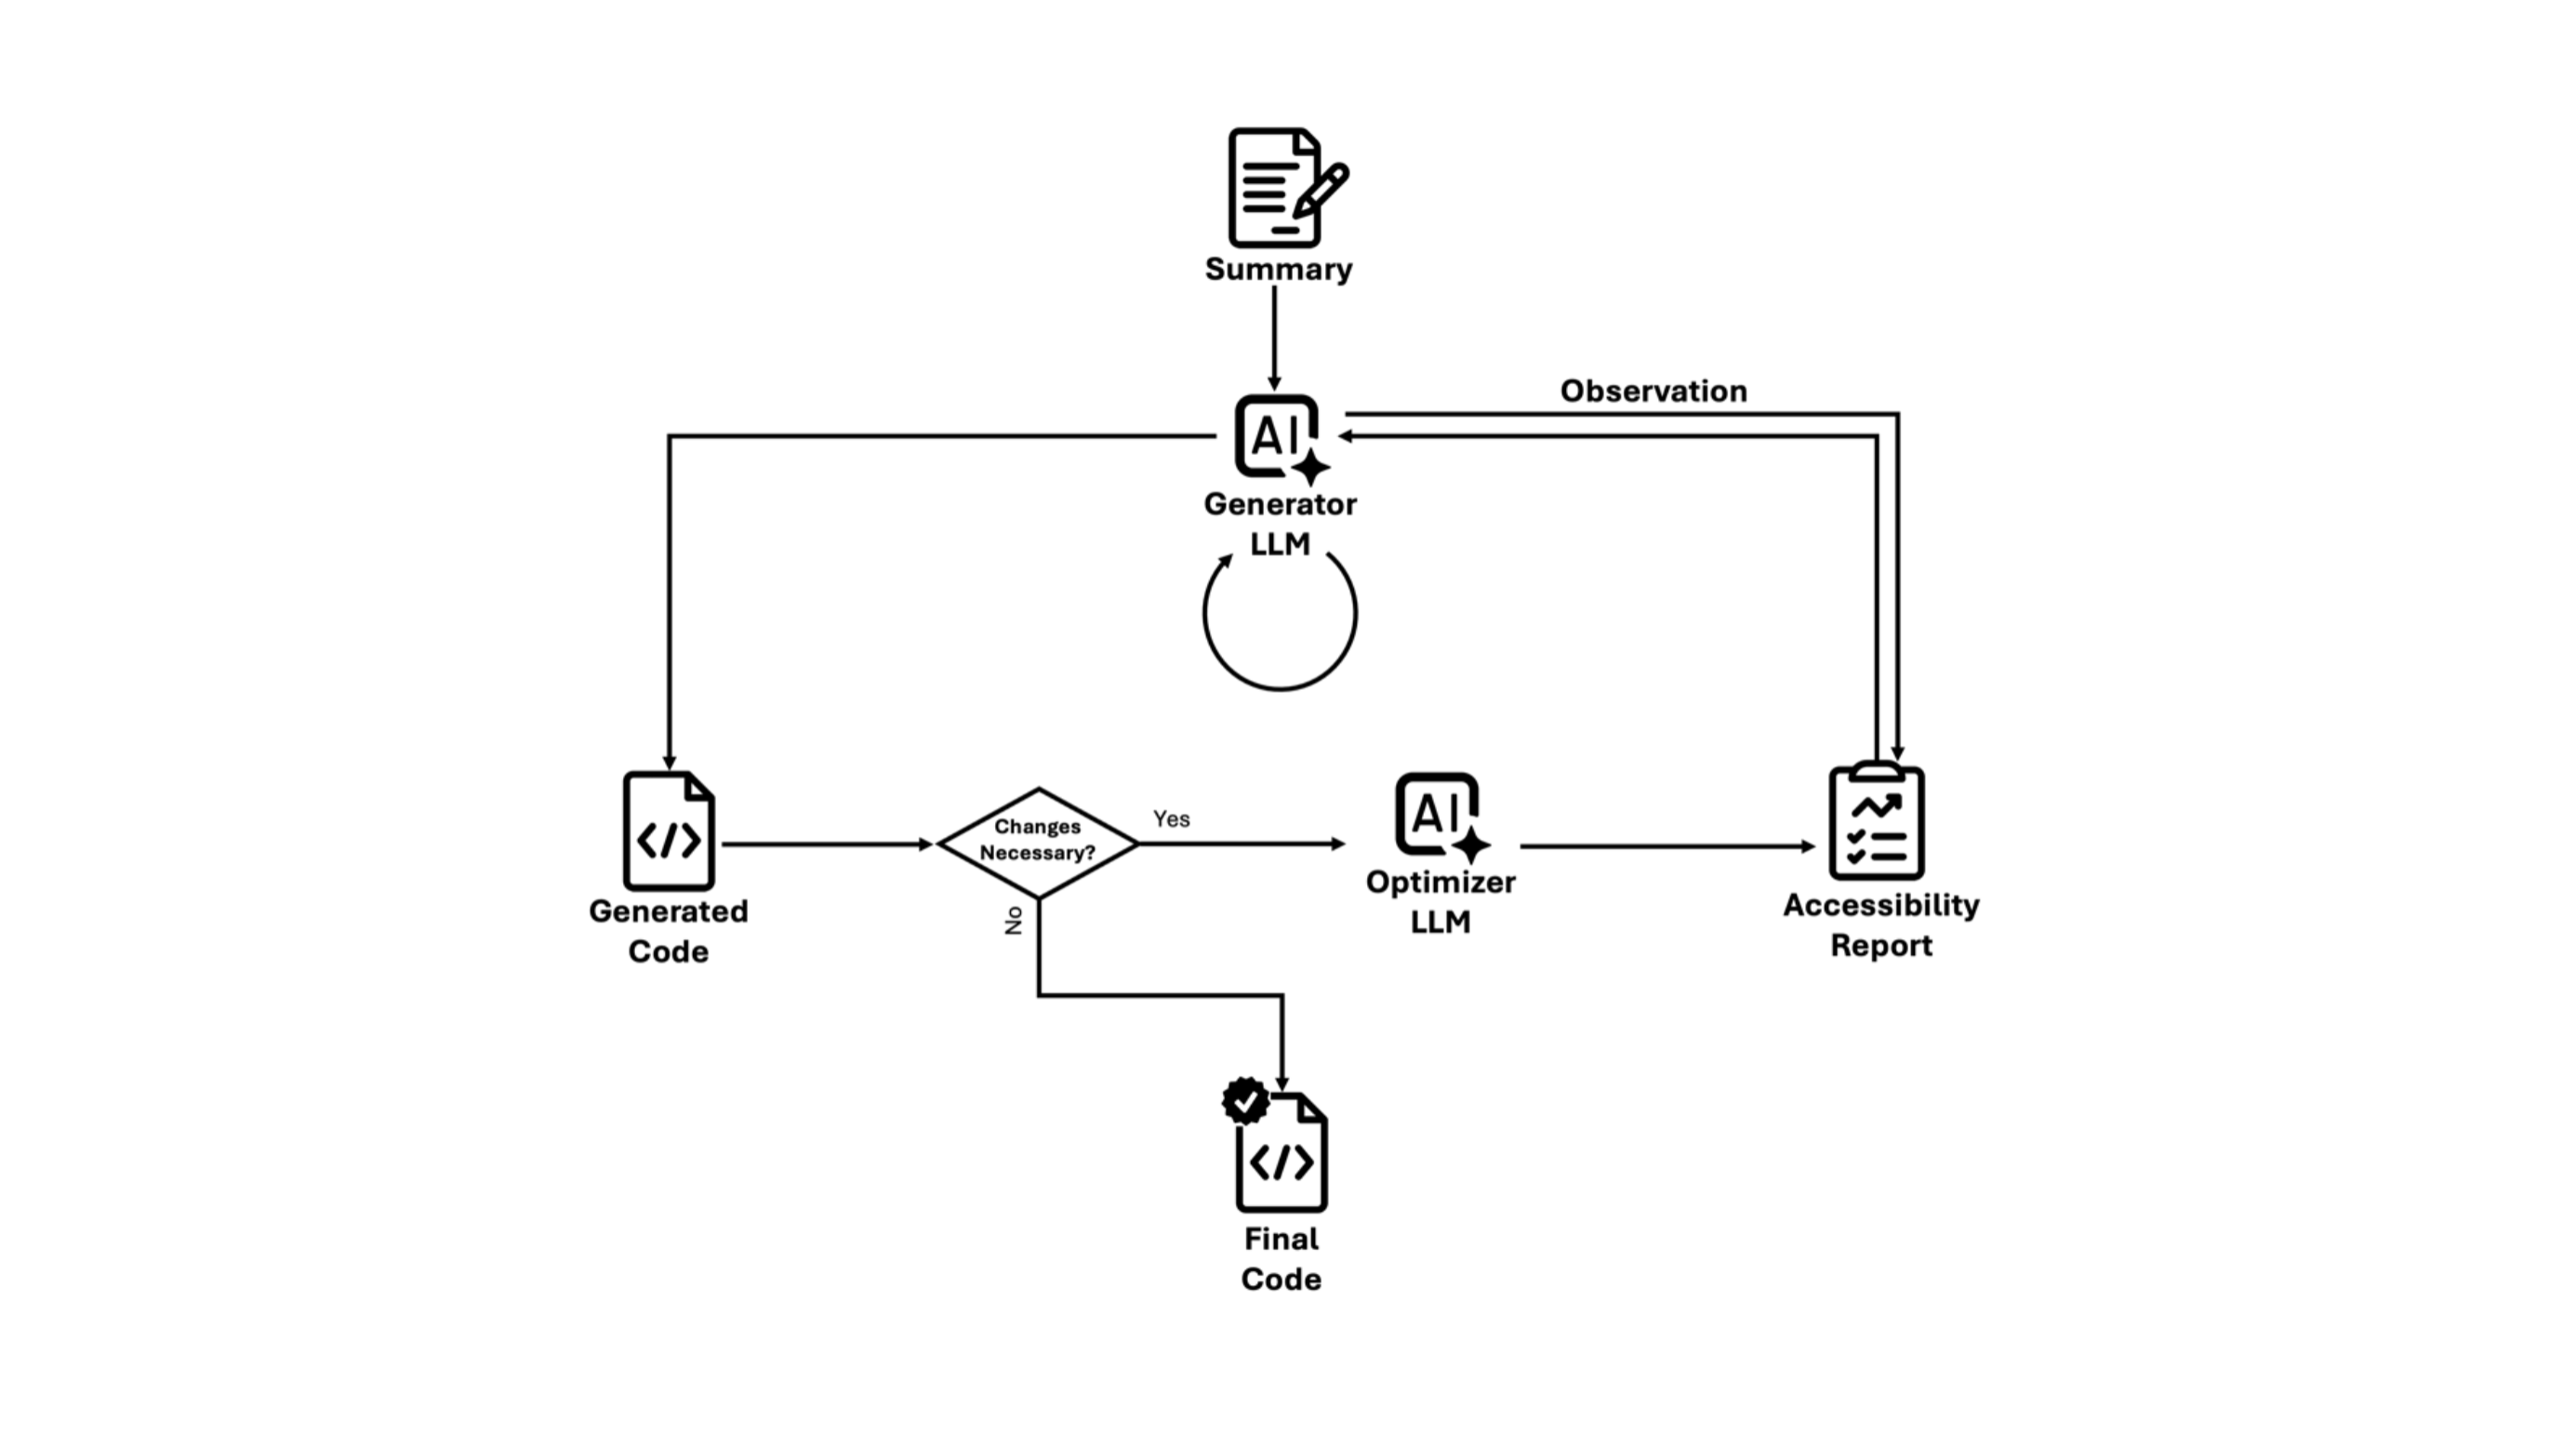 Summary
Observation
AI
Generator
LLM
Changes
Necessary?
Yes
No
</>
Generated
Code
AI
Optimizer
LLM
Accessibility
Report
</>
Final
Code